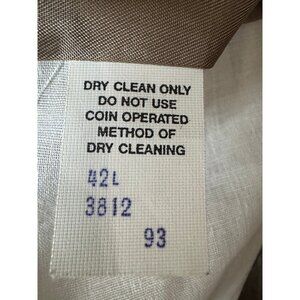 DRY CLEAN ONLY
DO NOT USE
COIN OPERATED
METHOD OF
DRY CLEANING
42L
3812
93